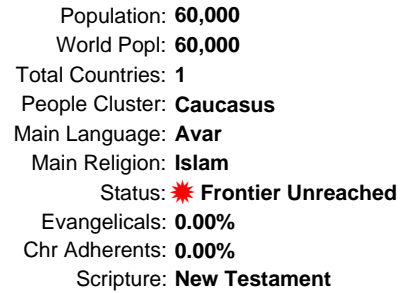 Population: 60,000
World Popl: 60,000
Total Countries: 1
People Cluster: Caucasus
Main Language: Avar
Main Religion: Islam
Status: Frontier Unreached
Evangelicals: 0.00%
Chr Adherents: 0.00%
Scripture: New Testament